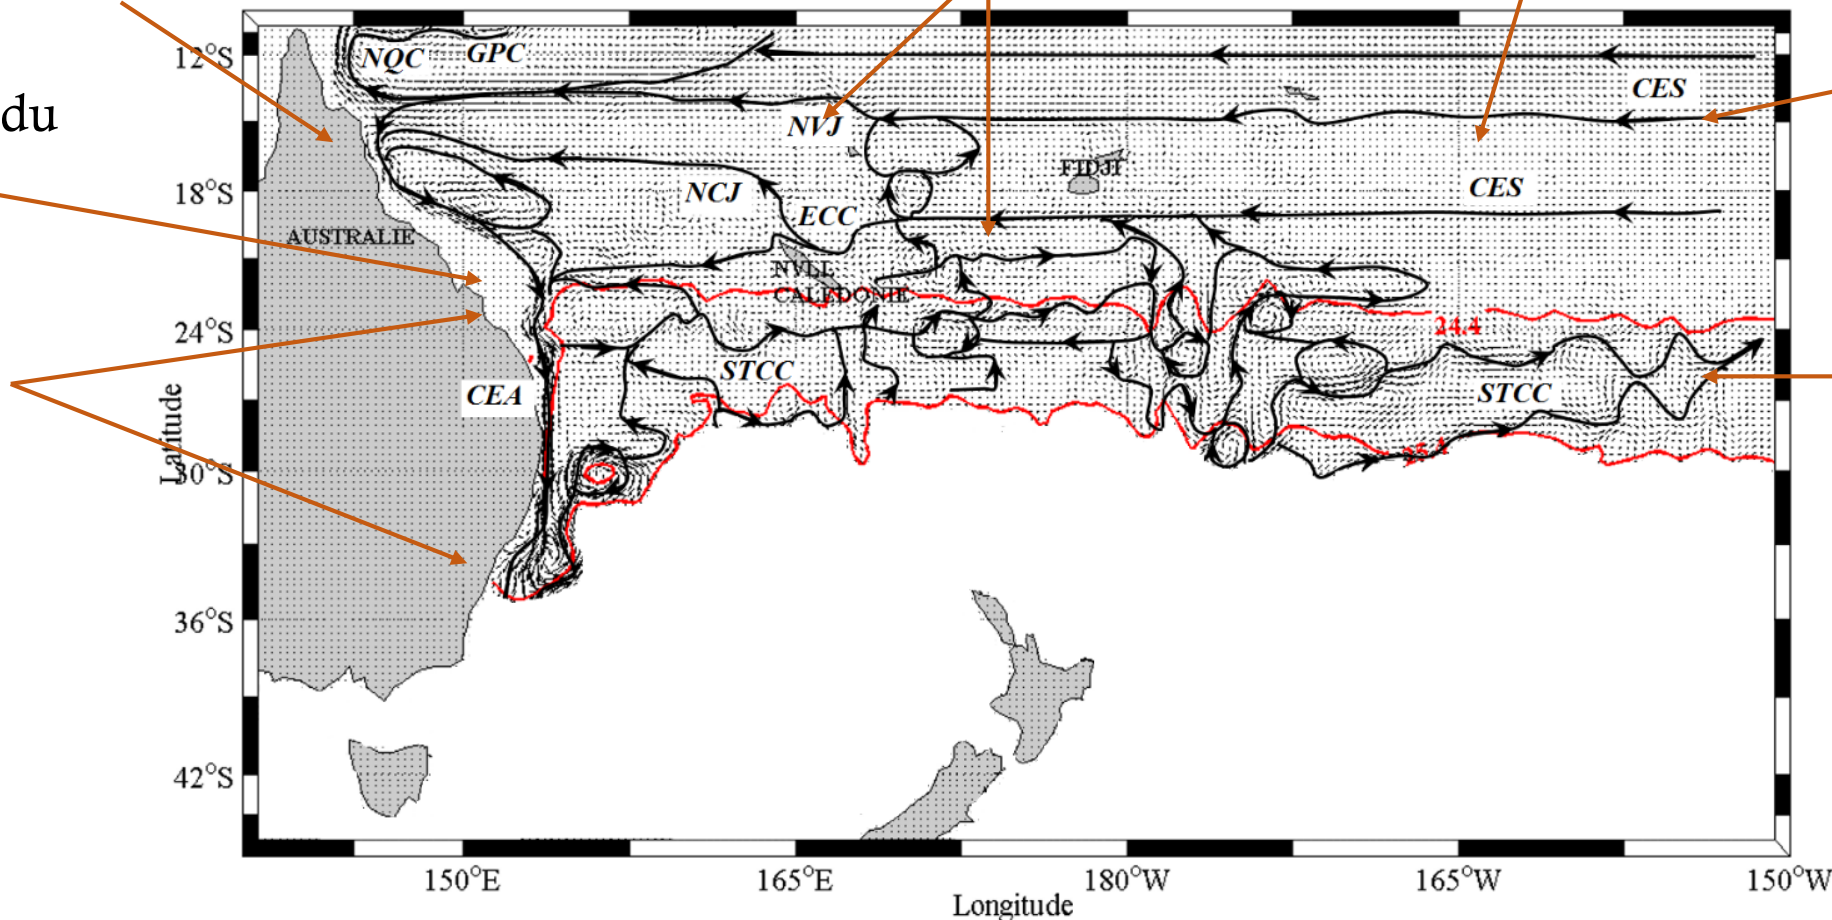 12°S
NQC GPC
CES
du
NVJ
FIDJI
18°S
NCJ
CES
ECC
AUSTRALIE
NVLL
CALEDONIE
24°S
24.4
STCC
CEA
STCC
Latitude
30°S
36°S
42°S
150°E
165°E
180°W
165°W
150°W
Longitude